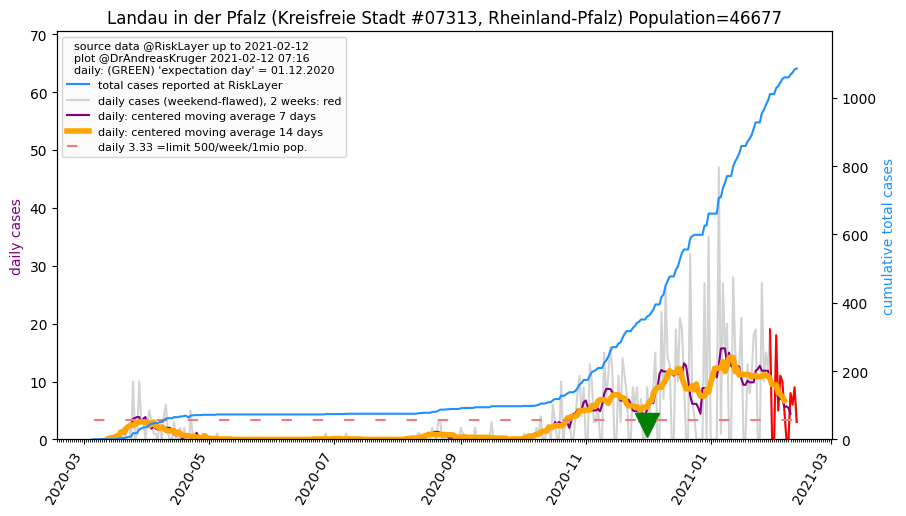 Landau in der Pfalz (Kreisfreie Stadt #07313, Rheinland-Pfalz) Population=46677
source data @RiskLayer up to 2021-02-12
plot @DrAndreasKruger 2021-02-12 07:16
daily: (GREEN) 'expectation day' = 01.12.2020
total cases reported at RiskLayer
daily cases (weekend-flawed), 2 weeks: red
daily: centered moving average 7 days
daily: centered moving average 14 days
daily 3.33 =limit 500/week/1mio pop.
daily cases
70
60
50
40
30
20
10
0
cumulative total cases
1000
800
600
400
200
0
2020-03
2020-05
2020-07
2020-09
2020-11
2021-01
2021-03